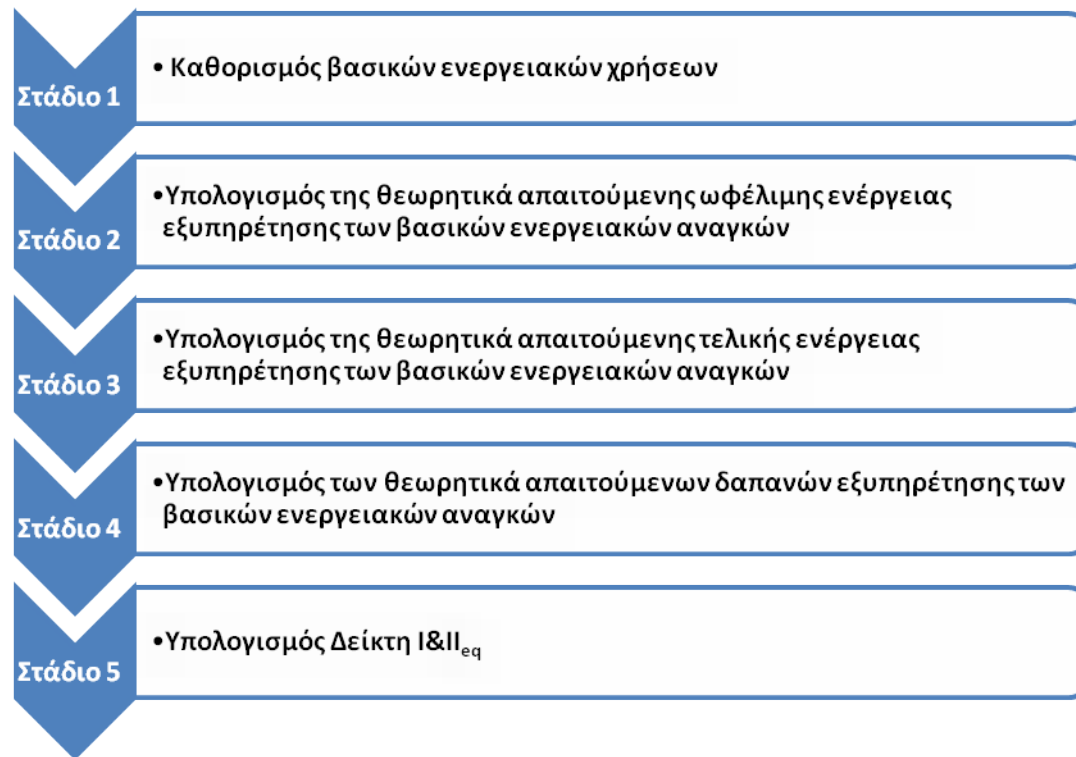 Στάδιο 1
• Καθορισμός βασικών ενεργειακών χρήσεων
Στάδιο 2
•Υπολογισμός της θεωρητικά απαιτούμενης ωφέλιμης ενέργειας
εξυπηρέτησης των βασικών ενεργειακών αναγκών
Στάδιο 3
•Υπολογισμός της θεωρητικά απαιτούμενης τελικής ενέργειας
εξυπηρέτησης των βασικών ενεργειακών αναγκών
Στάδιο 4
•Υπολογισμός των θεωρητικά απαιτούμενων δαπανών εξυπηρέτησης των
βασικών ενεργειακών αναγκών
Στάδιο 5
•Υπολογισμός Δείκτη I&II_eq